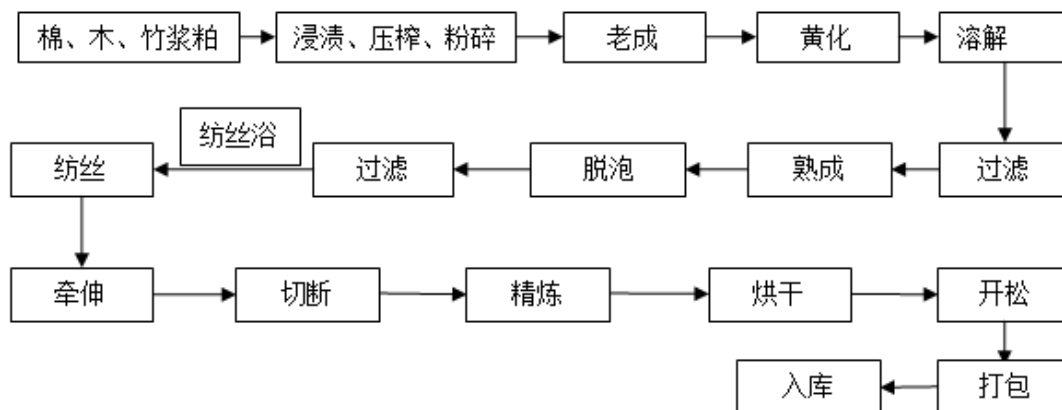 棉、木、竹浆粕
浸渍、压榨、粉碎
老成
黄化
溶解
过滤
熟成
脱泡
过滤
纺丝浴
纺丝
牵伸
切断
精炼
烘干
开松
打包
入库